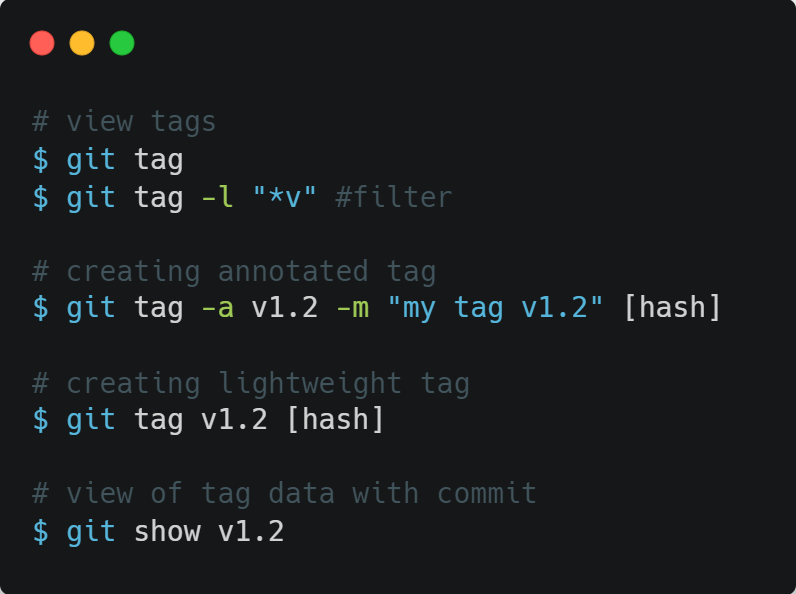 # view tags
$ git tag
$ git tag -l "*v" #filter
# creating annotated tag
$ git tag -a v1.2 -m "my tag v1.2" [hash]
# creating lightweight tag
$ git tag v1.2 [hash]
# view of tag data with commit
$ git show v1.2